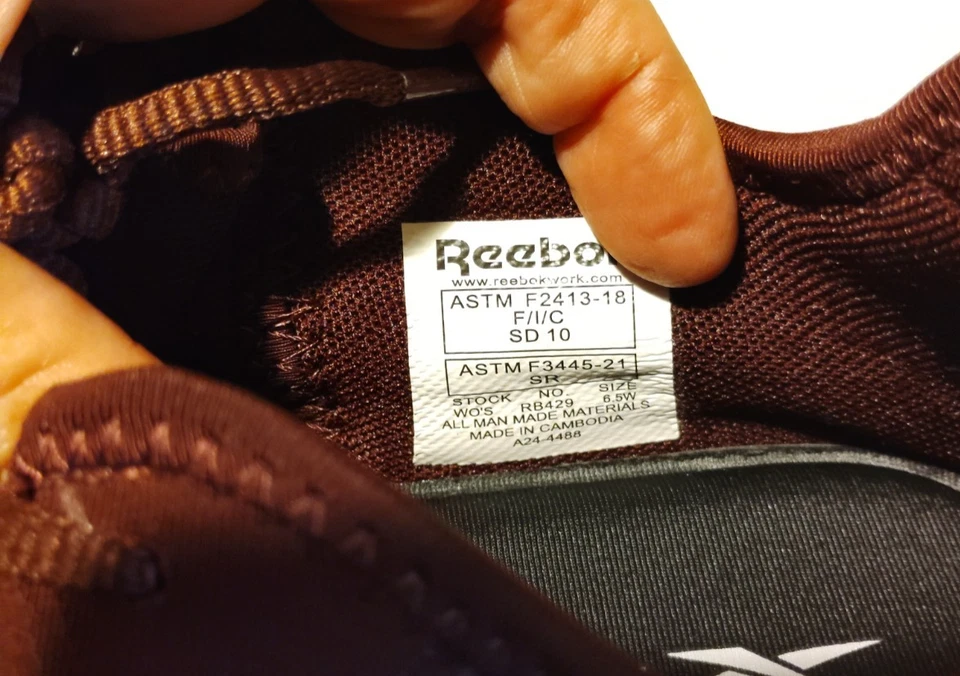 Reebo
www.reebokwork.com
ASTM F2413-18
F/I/C
SD 10
ASTM F3445-21
SR
STOCK NO. SIZE
WO'S RB429 6.5W
ALL MAN MADE MATERIALS
MADE IN CAMBODIA
A24 4488